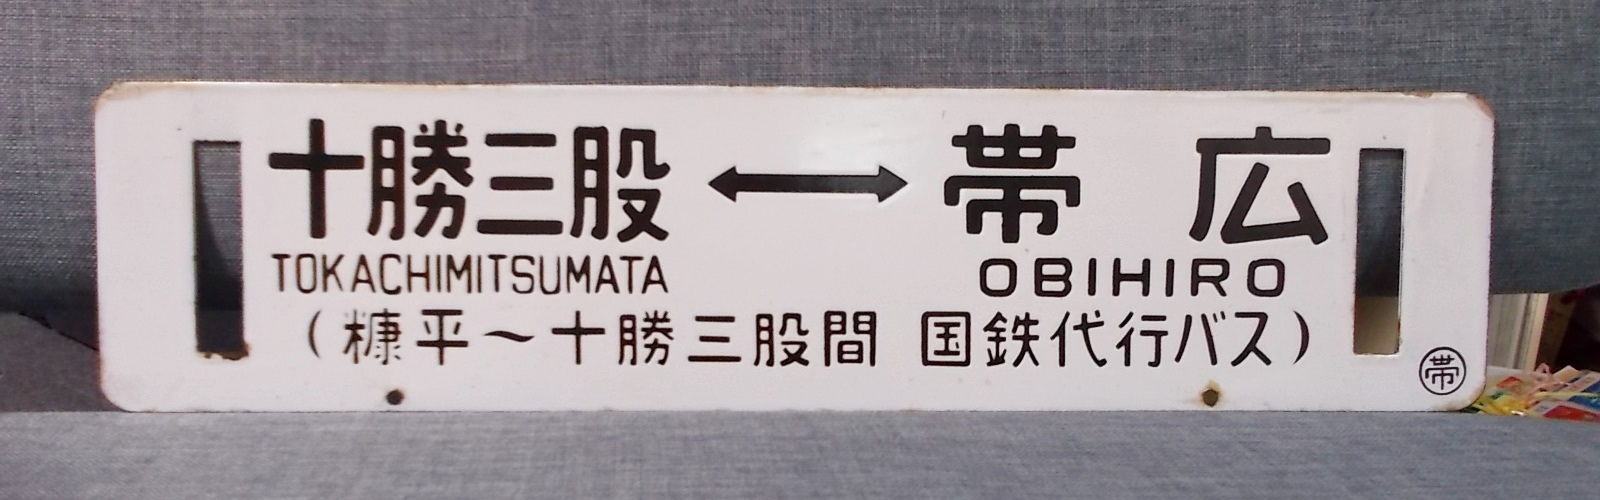 十勝三股 ↔ 帯広
TOKACHIMITSUMATA OBIHIRO
(糠平～十勝三股間 国鉄代行バス)
帯